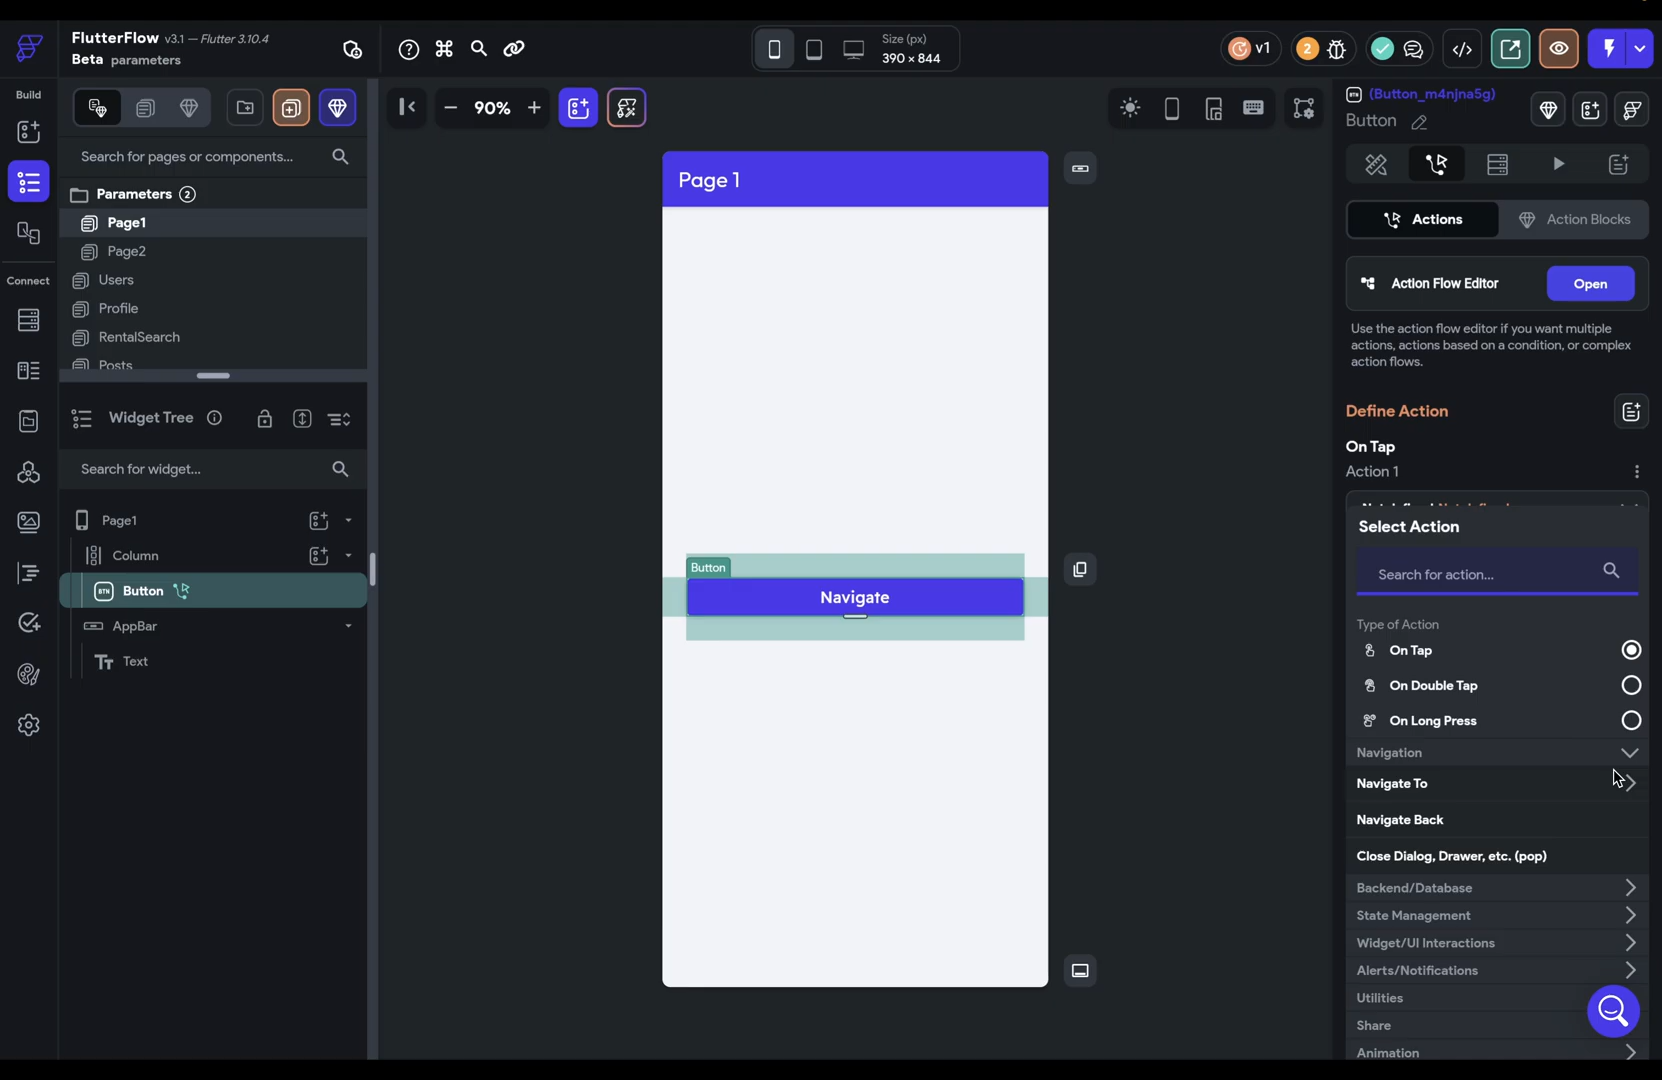 FlutterFlow v3.1 — Flutter 3.10.4
Beta parameters
Size (px)
390 × 844
v1
2
Build
Connect
Search for pages or components...
Parameters 2
Page1
Page2
Users
Profile
RentalSearch
Posts
Widget Tree
Search for widget...
Page1
Column
BTN Button
AppBar
Tт Text
90%
Page 1
Button
Navigate
BTN (Button_m4njna5g)
Button
Actions
Action Blocks
Action Flow Editor
Open
Use the action flow editor if you want multiple
actions, actions based on a condition, or complex
action flows.
Define Action
On Tap
Action 1
Select Action
Search for action...
Type of Action
On Tap
On Double Tap
On Long Press
Navigation
Navigate To
Navigate Back
Close Dialog, Drawer, etc. (pop)
Backend/Database
State Management
Widget/UI Interactions
Alerts/Notifications
Utilities
Share
Animation